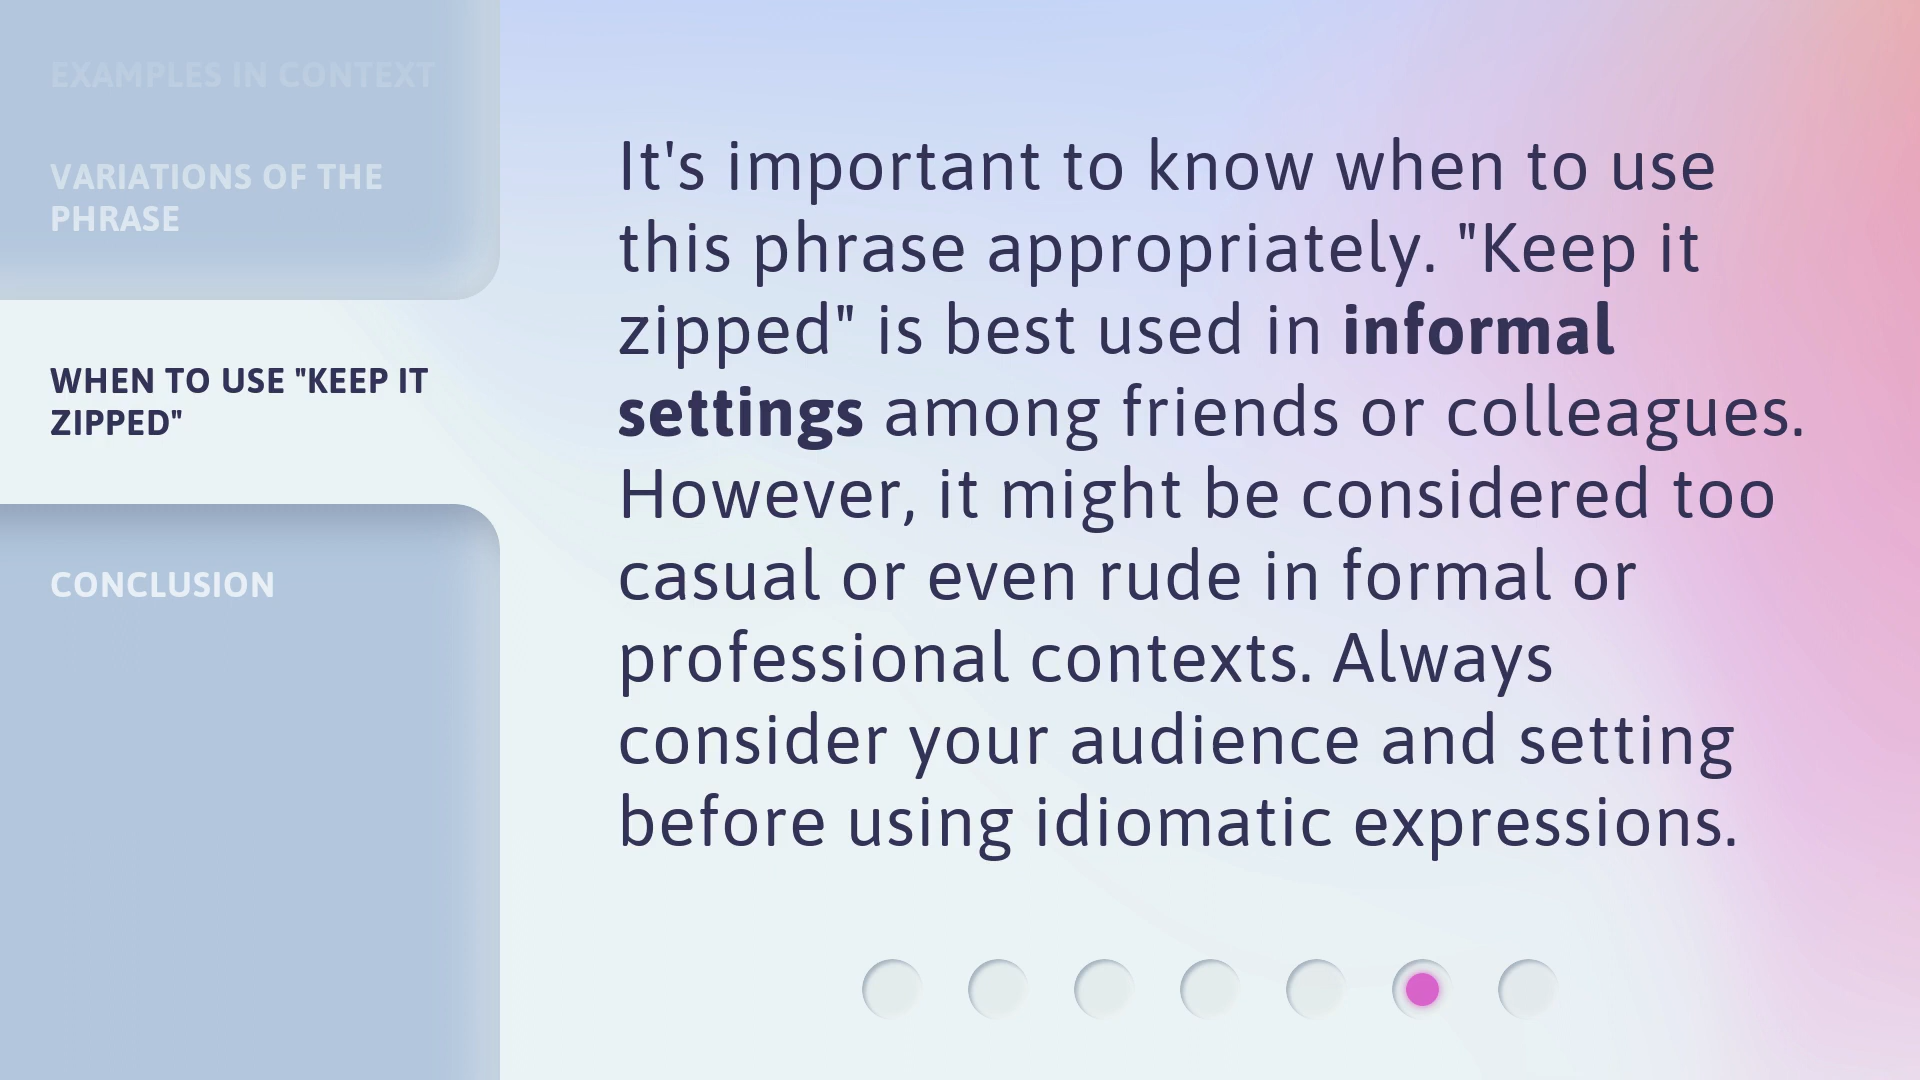 EXAMPLES IN CONTEXT
VARIATIONS OF THE
PHRASE
WHEN TO USE "KEEP IT
ZIPPED"
CONCLUSION
It's important to know when to use
this phrase appropriately. "Keep it
zipped" is best used in informal
settings among friends or colleagues.
However, it might be considered too
casual or even rude in formal or
professional contexts. Always
consider your audience and setting
before using idiomatic expressions.